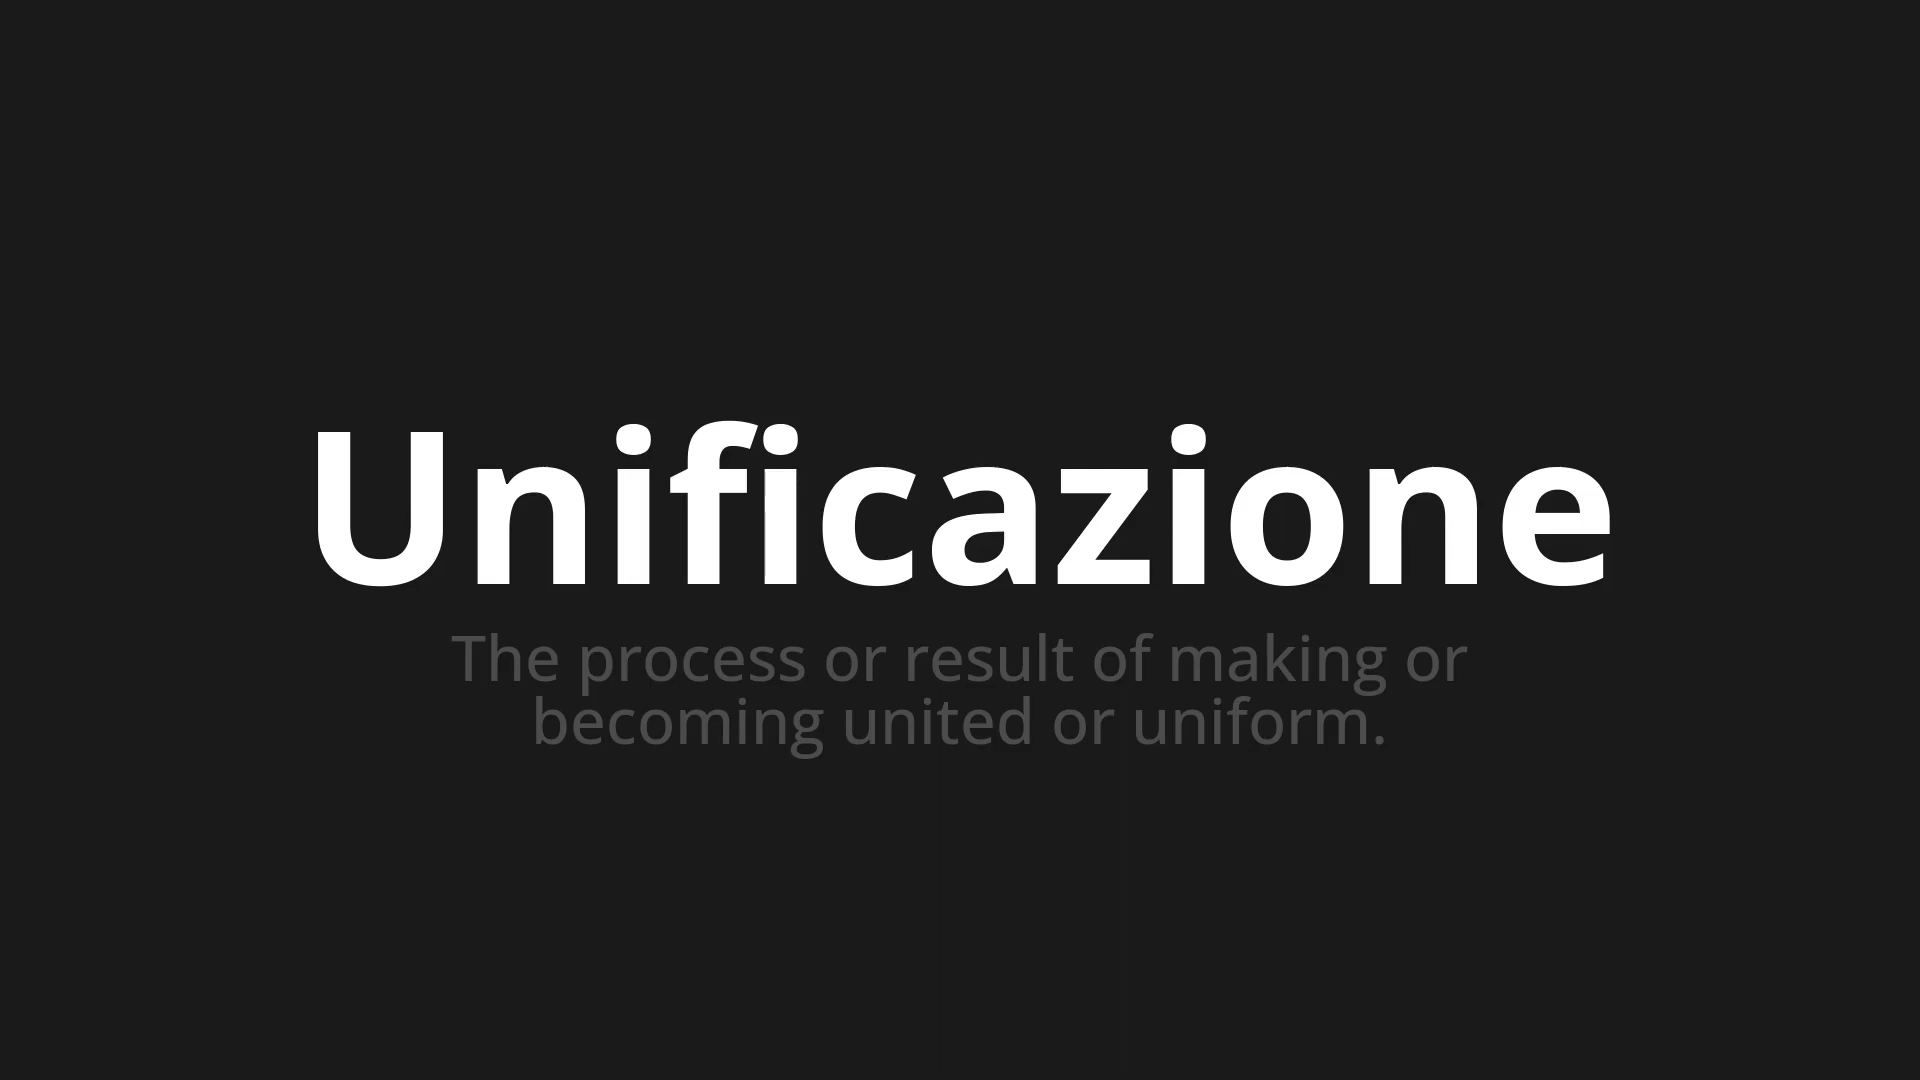 Unificazione
The process or result of making or
becoming united or uniform.